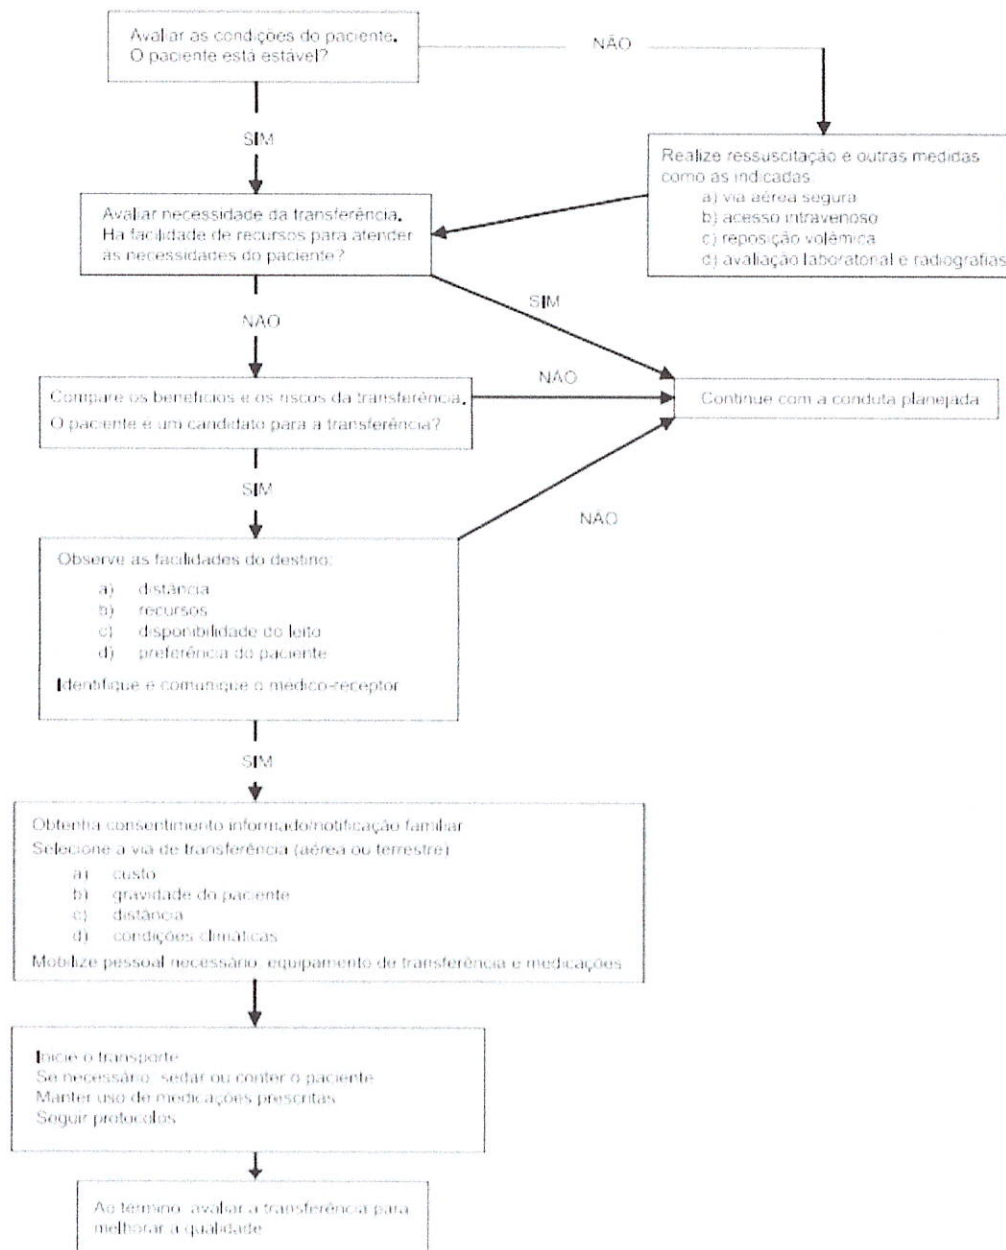 Avaliar as condições do paciente.
O paciente está estável?
NÃO
SIM
Realize ressuscitação e outras medidas
como as indicadas
a) via aérea segura
b) acesso intravenoso
c) reposição volêmica
d) avaliação laboratorial e radiografias
Avaliar necessidade da transferência.
Ha facilidade de recursos para atender
as necessidades do paciente?
SIM
NÃO
NÃO
Compare os benefícios e os riscos da transferência.
O paciente é um candidato para a transferência?
Continue com a conduta planejada
SIM
NÃO
Observe as facilidades do destino:
a) distância
b) recursos
c) disponibilidade do leito
d) preferência do paciente
Identifique e comunique o médico-receptor
SIM
Obtenha consentimento informado/notificação familiar
Selecione a via de transferência (aérea ou terrestre)
a) custo
b) gravidade do paciente
c) distância
d) condições climáticas
Mobilize pessoal necessário, equipamento de transferência e medicações
Inicie o transporte
Se necessário, sedar ou conter o paciente
Manter uso de medicações prescritas
Seguir protocolos
Ao término, avaliar a transferência para
melhorar a qualidade